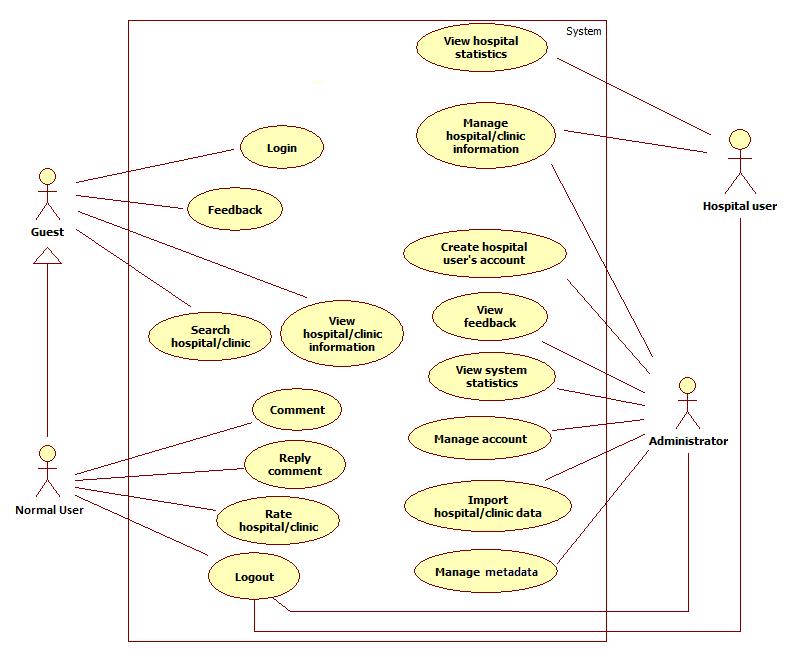 System
View hospital
statistics
Manage
hospital/clinic
information
Login
Feedback
Hospital user
Guest
Create hospital
user's account
View
feedback
Search
hospital/clinic
View
hospital/clinic
information
View system
statistics
Comment
Manage account
Administrator
Reply
comment
Normal User
Rate
hospital/clinic
Import
hospital/clinic data
Logout
Manage metadata